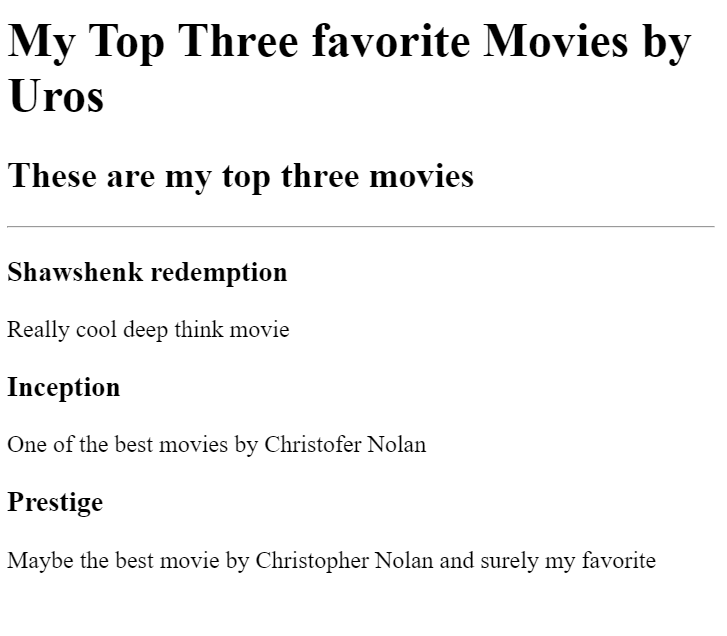 My Top Three favorite Movies by
Uros
These are my top three movies
Shawshenk redemption
Really cool deep think movie
Inception
One of the best movies by Christofer Nolan
Prestige
Maybe the best movie by Christopher Nolan and surely my favorite